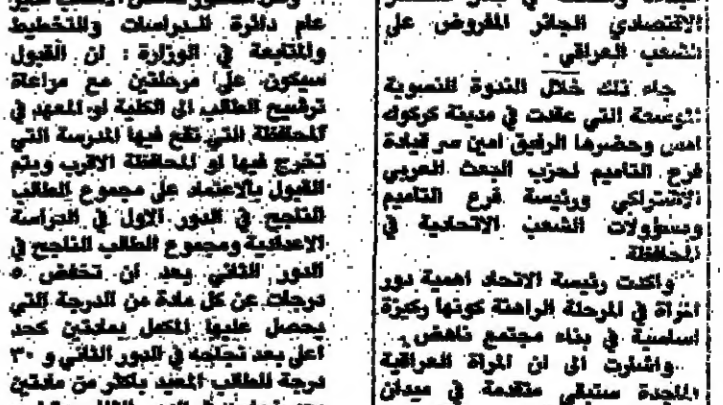 الاقتصادي الجائر المفروض على
الشعب العراقي .
جاء ذلك خلال الندوة النسوية
الموسعة التي عقدت في مدينة كركوك
امس وحضرها الرفيق امين سر قيادة
فرع التاميم لحزب البعث العربي
الاشتراكي ورئيسة فرع التاميم
ومسؤولات الشعب الاتحادية في
المحافظة .
واكدت رئيسة الاتحاد اهمية دور
المراة في المرحلة الراهنة كونها ركيزة
اساسية في بناء مجتمع ناهض .
واشارت الى ان المراة العراقية
الماجدة ستبقى متقدمة في ميدان
عام دائرة الدراسات والتخطيط
والمتابعة في الوزارة : ان القبول
سيكون على مرحلتين مع مراعاة
ترشيح الطالب الى الكلية او المعهد في
المحافظة التي تقع فيها المدرسة التي
تخرج فيها او المحافظة الاقرب ويتم
القبول بالاعتماد على مجموع الطالب
الناجح في الدور الاول في الدراسة
الاعدادية ومجموع الطالب الناجح في
الدور الثاني بعد ان تخفض ٥
درجات عن كل مادة من الدرجة التي
يحصل عليها المكمل بمادتين كحد
اعلى بعد نجاحه في الدور الثاني و ٣٠
درجة للطالب المعيد باكثر من مادتين